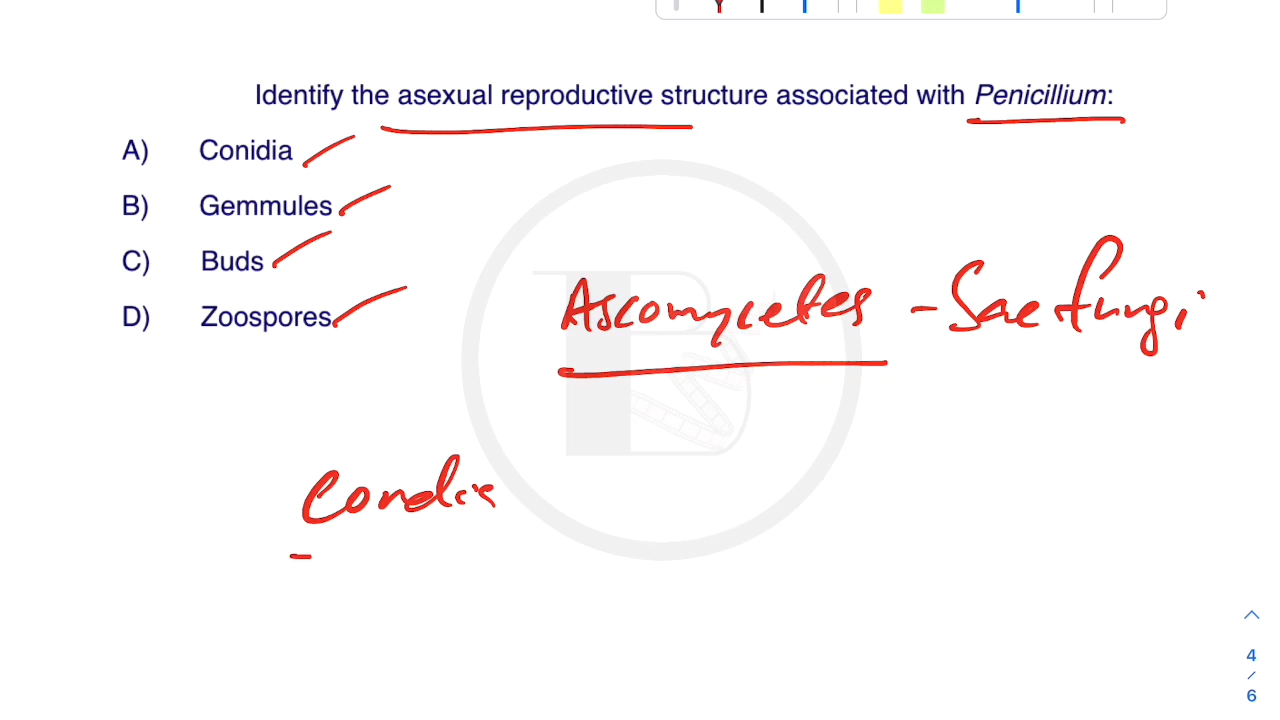 Identify the asexual reproductive structure associated with Penicillium:
A) Conidia
B) Gemmules
C) Buds
D) Zoospores
Ascomycetes - Sac fungi
Conidia
4
/
6